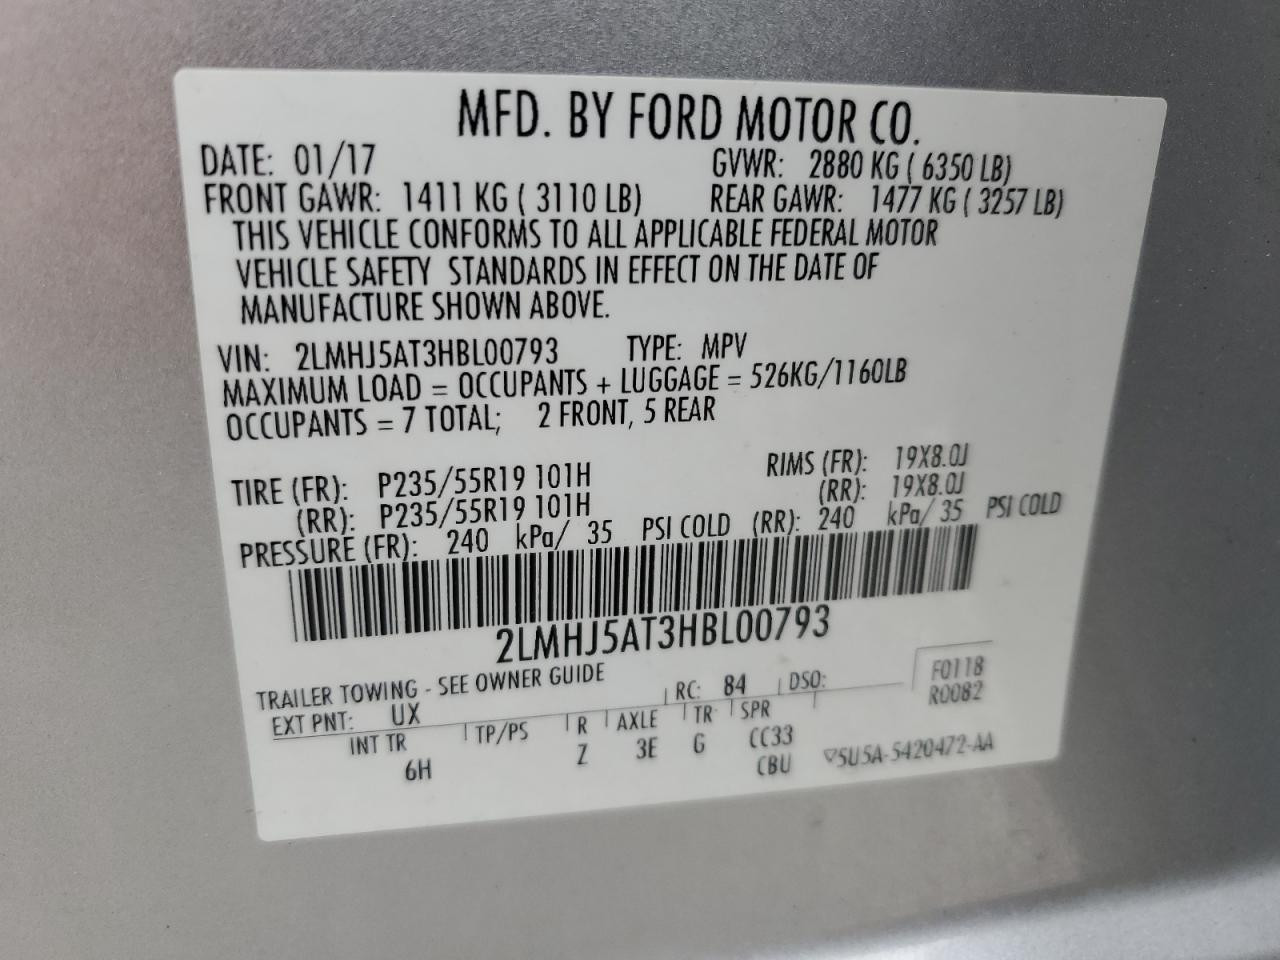 MFD. BY FORD MOTOR CO.
DATE: 01/17 GVWR: 2880 KG ( 6350 LB)
FRONT GAWR: 1411 KG ( 3110 LB) REAR GAWR: 1477 KG ( 3257 LB)
THIS VEHICLE CONFORMS TO ALL APPLICABLE FEDERAL MOTOR
VEHICLE SAFETY STANDARDS IN EFFECT ON THE DATE OF
MANUFACTURE SHOWN ABOVE.
VIN: 2LMHJ5AT3HBL00793 TYPE: MPV
MAXIMUM LOAD = OCCUPANTS + LUGGAGE = 526KG/1160LB
OCCUPANTS = 7 TOTAL; 2 FRONT, 5 REAR
TIRE (FR): P235/55R19 101H RIMS (FR): 19X8.0J
(RR): P235/55R19 101H (RR): 19X8.0J
PRESSURE (FR): 240 kPa/ 35 PSI COLD (RR): 240 kPa/ 35 PSI COLD
2LMHJ5AT3HBL00793
TRAILER TOWING - SEE OWNER GUIDE
EXT PNT: UX RC: 84 DSO: F0118
R0082
INT TR TP/PS R AXLE TR SPR
6H Z 3E G CC33
CBU 5U5A-5420472-AA